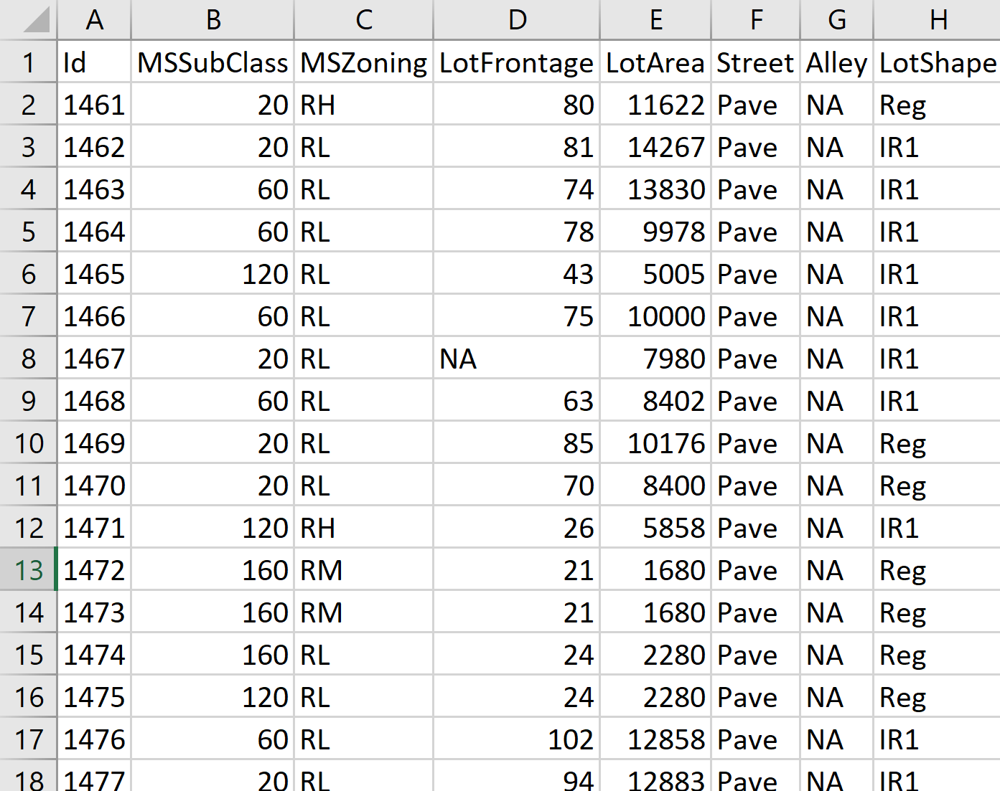 A B C D E F G H
1 Id MSSubClass MSZoning LotFrontage LotArea Street Alley LotShape
2 1461 20 RH 80 11622 Pave NA Reg
3 1462 20 RL 81 14267 Pave NA IR1
4 1463 60 RL 74 13830 Pave NA IR1
5 1464 60 RL 78 9978 Pave NA IR1
6 1465 120 RL 43 5005 Pave NA IR1
7 1466 60 RL 75 10000 Pave NA IR1
8 1467 20 RL NA 7980 Pave NA IR1
9 1468 60 RL 63 8402 Pave NA IR1
10 1469 20 RL 85 10176 Pave NA Reg
11 1470 20 RL 70 8400 Pave NA Reg
12 1471 120 RH 26 5858 Pave NA IR1
13 1472 160 RM 21 1680 Pave NA Reg
14 1473 160 RM 21 1680 Pave NA Reg
15 1474 160 RL 24 2280 Pave NA Reg
16 1475 120 RL 24 2280 Pave NA Reg
17 1476 60 RL 102 12858 Pave NA IR1
18 1477 20 RL 94 12883 Pave NA IR1